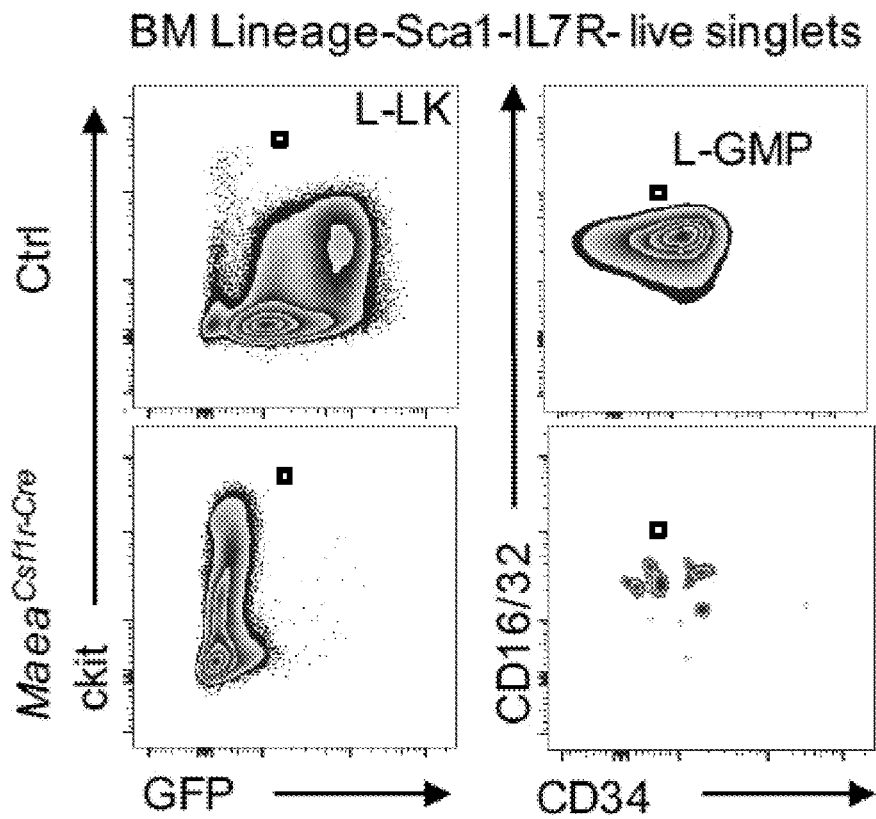 BM Lineage-Sca1-IL7R- live singlets
L-LK
L-GMP
Ctrl
Maea^Csf1r-Cre
ckit
CD16/32
GFP
CD34